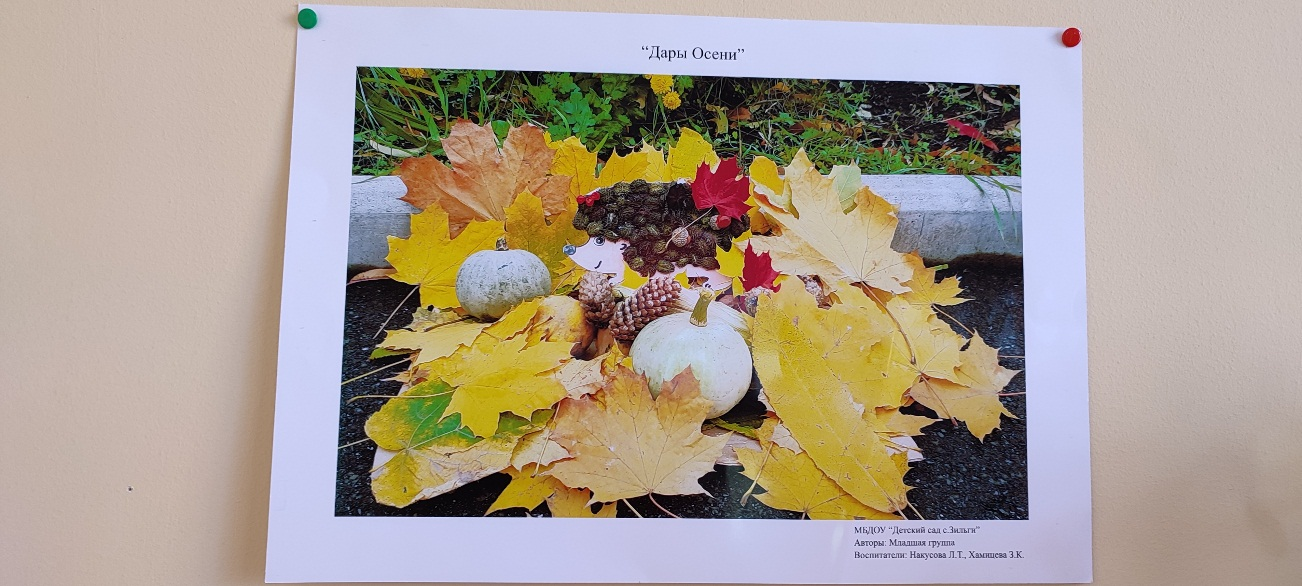 “Дары Осени”
МБДОУ “Детский сад с.Зильги”
Авторы: Младшая группа
Воспитатели: Накусова Л.Т., Хамицева З.К.